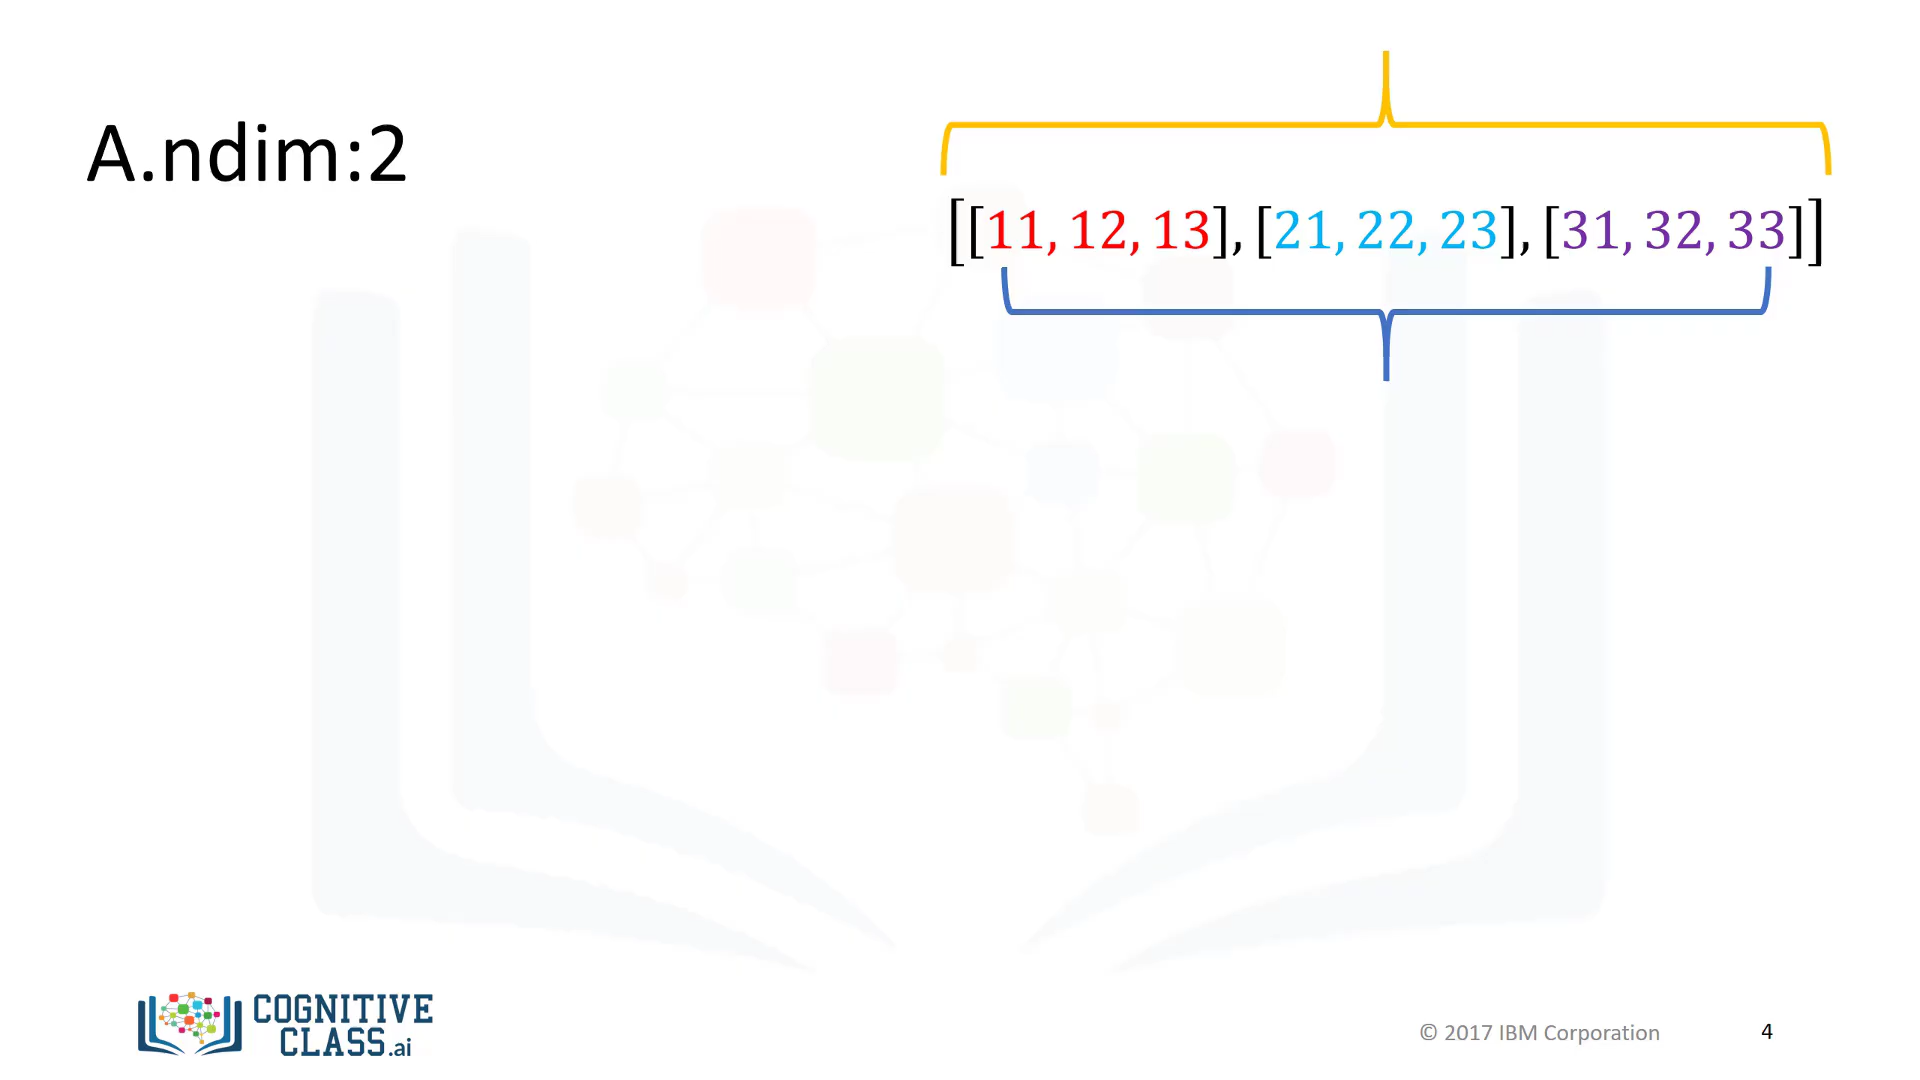 A.ndim:2
[[11, 12, 13], [21, 22, 23], [31, 32, 33]]
COGNITIVE
CLASS.ai
© 2017 IBM Corporation
4